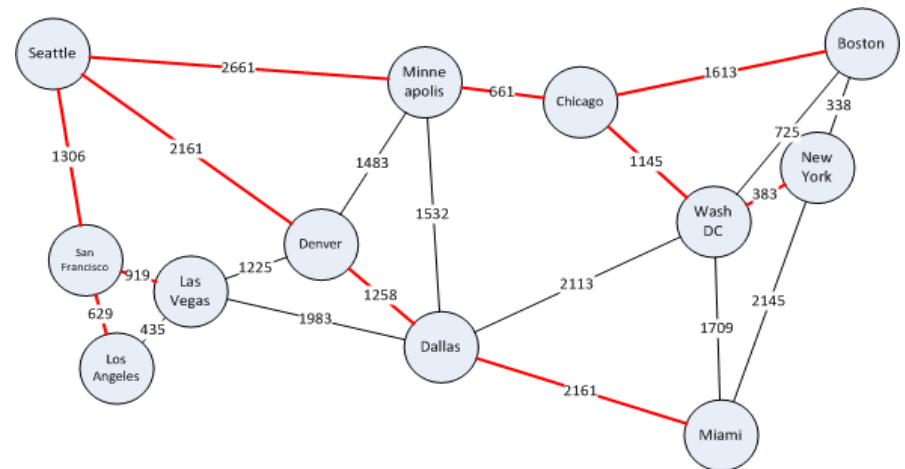 Seattle
2661
Minne
apolis
661
Chicago
1613
Boston
338
725
New
York
1306
2161
1483
1145
383
Wash
DC
1532
San
Francisco
919
Las
Vegas
1225
Denver
1258
2113
2145
629
435
1983
Dallas
1709
Los
Angeles
2161
Miami